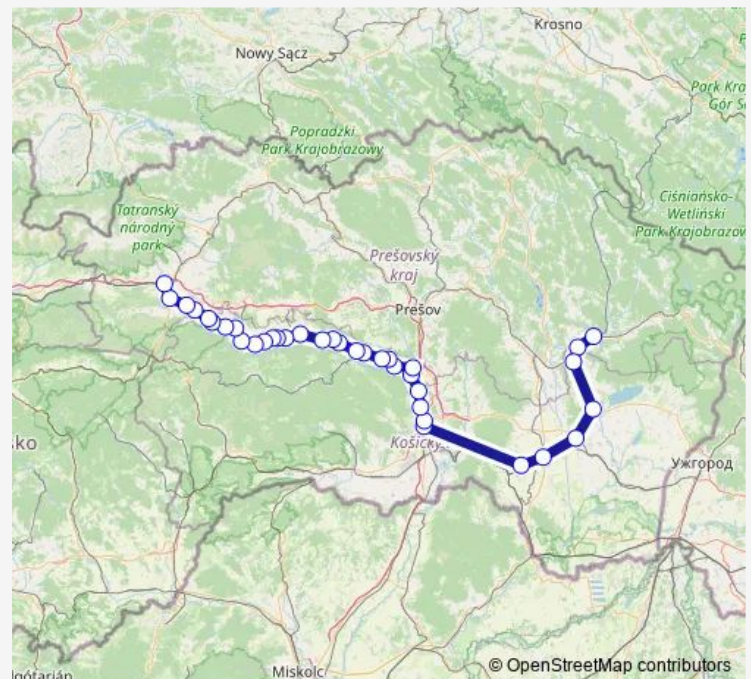 Krosno
Nowy Sącz
Park Kra
Gór S
Popradzki
Park Krajobrazowy
Ciśniańsko-
Wetliński
Park Krajobrazow
Tatranský
národný
park
Prešovský
kraj
Prešov
sko
Košický
Ужгород
Miskolc
© OpenStreetMap contributors